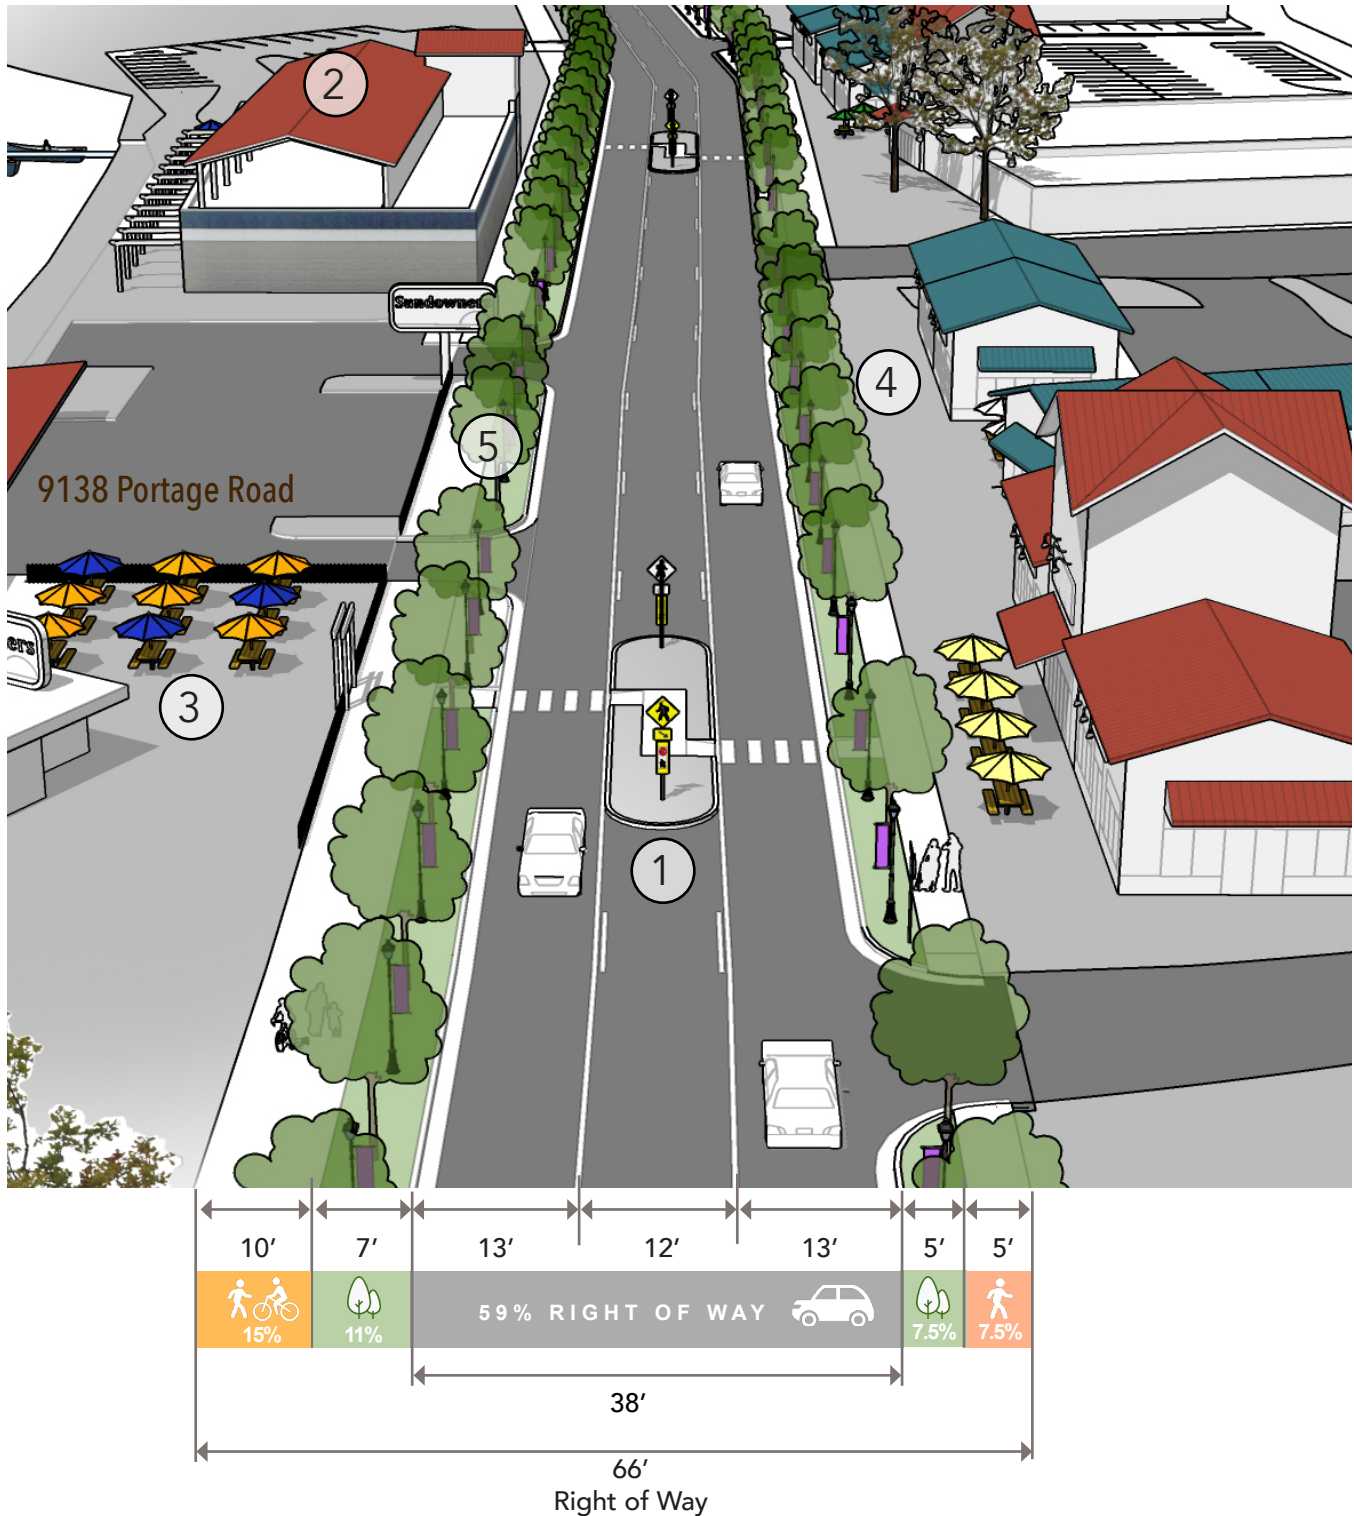 2
Sundowner
4
5
9138 Portage Road
ers
3
1
10′ 7′ 13′ 12′ 13′ 5′ 5′
15% 11% 59% RIGHT OF WAY 7.5% 7.5%
38′
66′
Right of Way